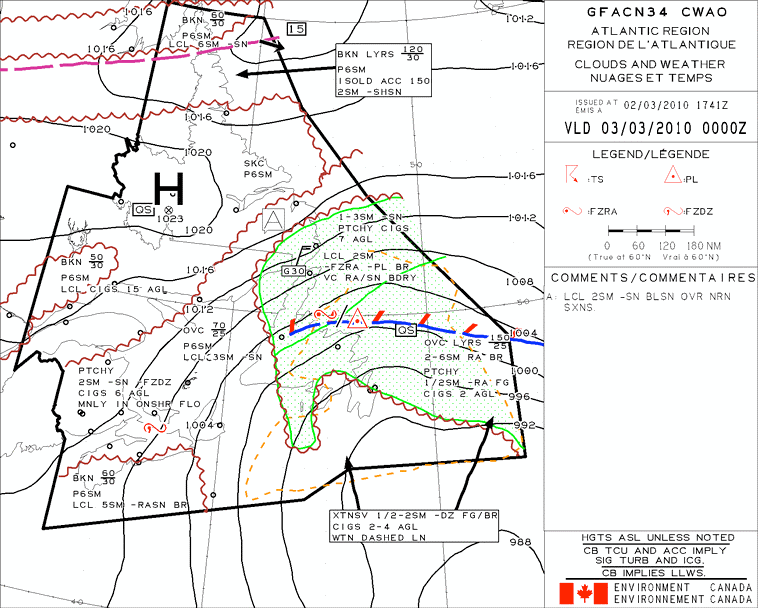 1016
BKN 60/30
P6SM
LCL 6SM -SN
1016
15
1012
BKN LYRS 120/30
P6SM
ISOLD ACC 150
2SM -SHSN
1016
1016
1020
1020
SKC
P6SM
50
H
QS
1023
A
1016
1020
1012
1-3SM -SN
PTCHY CIGS
7 AGL
LCL 2SM
-FZRA -PL BR
VC RA/SN BDRY
G30
BKN 50/30
P6SM
LCL CIGS 15 AGL
1016
1008
1012
50
OVC 70/25
P6SM
LCL 3SM -SN
QS
1004
OVC LYRS 150/25
2-6SM RA BR
PTCHY
1/2SM -RA FG
CIGS 2 AGL
1000
996
992
PTCHY
2SM -SN -FZDZ
CIGS 6 AGL
MNLY IN ONSHR FLO
1004
BKN 60/30
P6SM
LCL 5SM -RASN BR
XTNSV 1/2-2SM -DZ FG/BR
CIGS 2-4 AGL
WTN DASHED LN
988
GFACN34 CWAO
ATLANTIC REGION
REGION DE L'ATLANTIQUE
CLOUDS AND WEATHER
NUAGES ET TEMPS
ISSUED AT 02/03/2010 1741Z
ÉMIS A
VLD 03/03/2010 0000Z
LEGEND/LÉGENDE
:TS :PL
:FZRA :FZDZ
0 60 120 180 NM
(True at 60°N Vrai à 60°N)
COMMENTS/COMMENTAIRES
A: LCL 2SM -SN BLSN OVR NRN
SXNS.
HGTS ASL UNLESS NOTED
CB TCU AND ACC IMPLY
SIG TURB AND ICG.
CB IMPLIES LLWS.
ENVIRONMENT CANADA
ENVIRONNEMENT CANADA